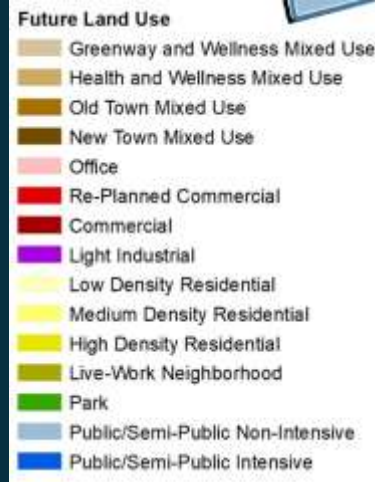 Future Land Use
Greenway and Wellness Mixed Use
Health and Wellness Mixed Use
Old Town Mixed Use
New Town Mixed Use
Office
Re-Planned Commercial
Commercial
Light Industrial
Low Density Residential
Medium Density Residential
High Density Residential
Live-Work Neighborhood
Park
Public/Semi-Public Non-Intensive
Public/Semi-Public Intensive